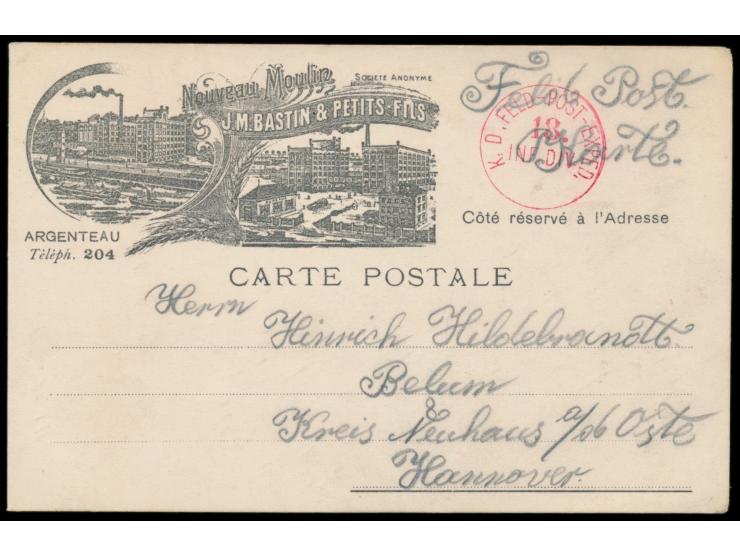 Nouveau Moulin
SOCIÉTÉ ANONYME
J.M. BASTIN & PETITS-FILS
ARGENTEAU
Téléph. 204
Feld Post.
Karte.
K. D. FELD-POST-EXPED.
18.
INF. DIV.
Côté réservé à l'Adresse
CARTE POSTALE
Herrn
Hinrich Hildebrandt.
Belum
Kreis Neuhaus a/d Oste
Hannover.